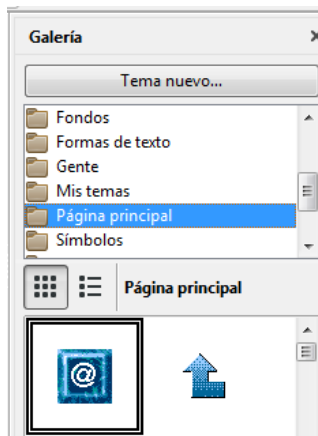 Galería
Tema nuevo...
Fondos
Formas de texto
Gente
Mis temas
Página principal
Símbolos
Página principal
@